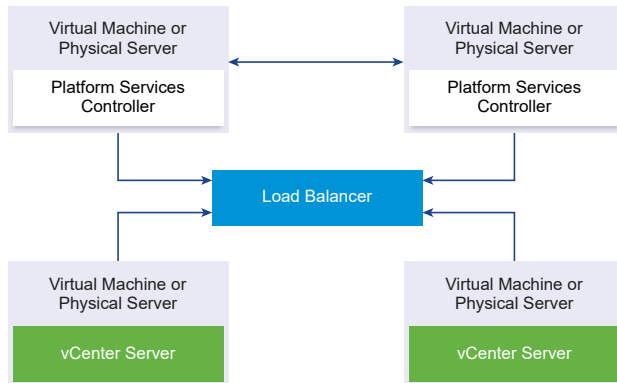 Virtual Machine or
Physical Server
Platform Services
Controller
Virtual Machine or
Physical Server
Platform Services
Controller
Load Balancer
Virtual Machine or
Physical Server
vCenter Server
Virtual Machine or
Physical Server
vCenter Server